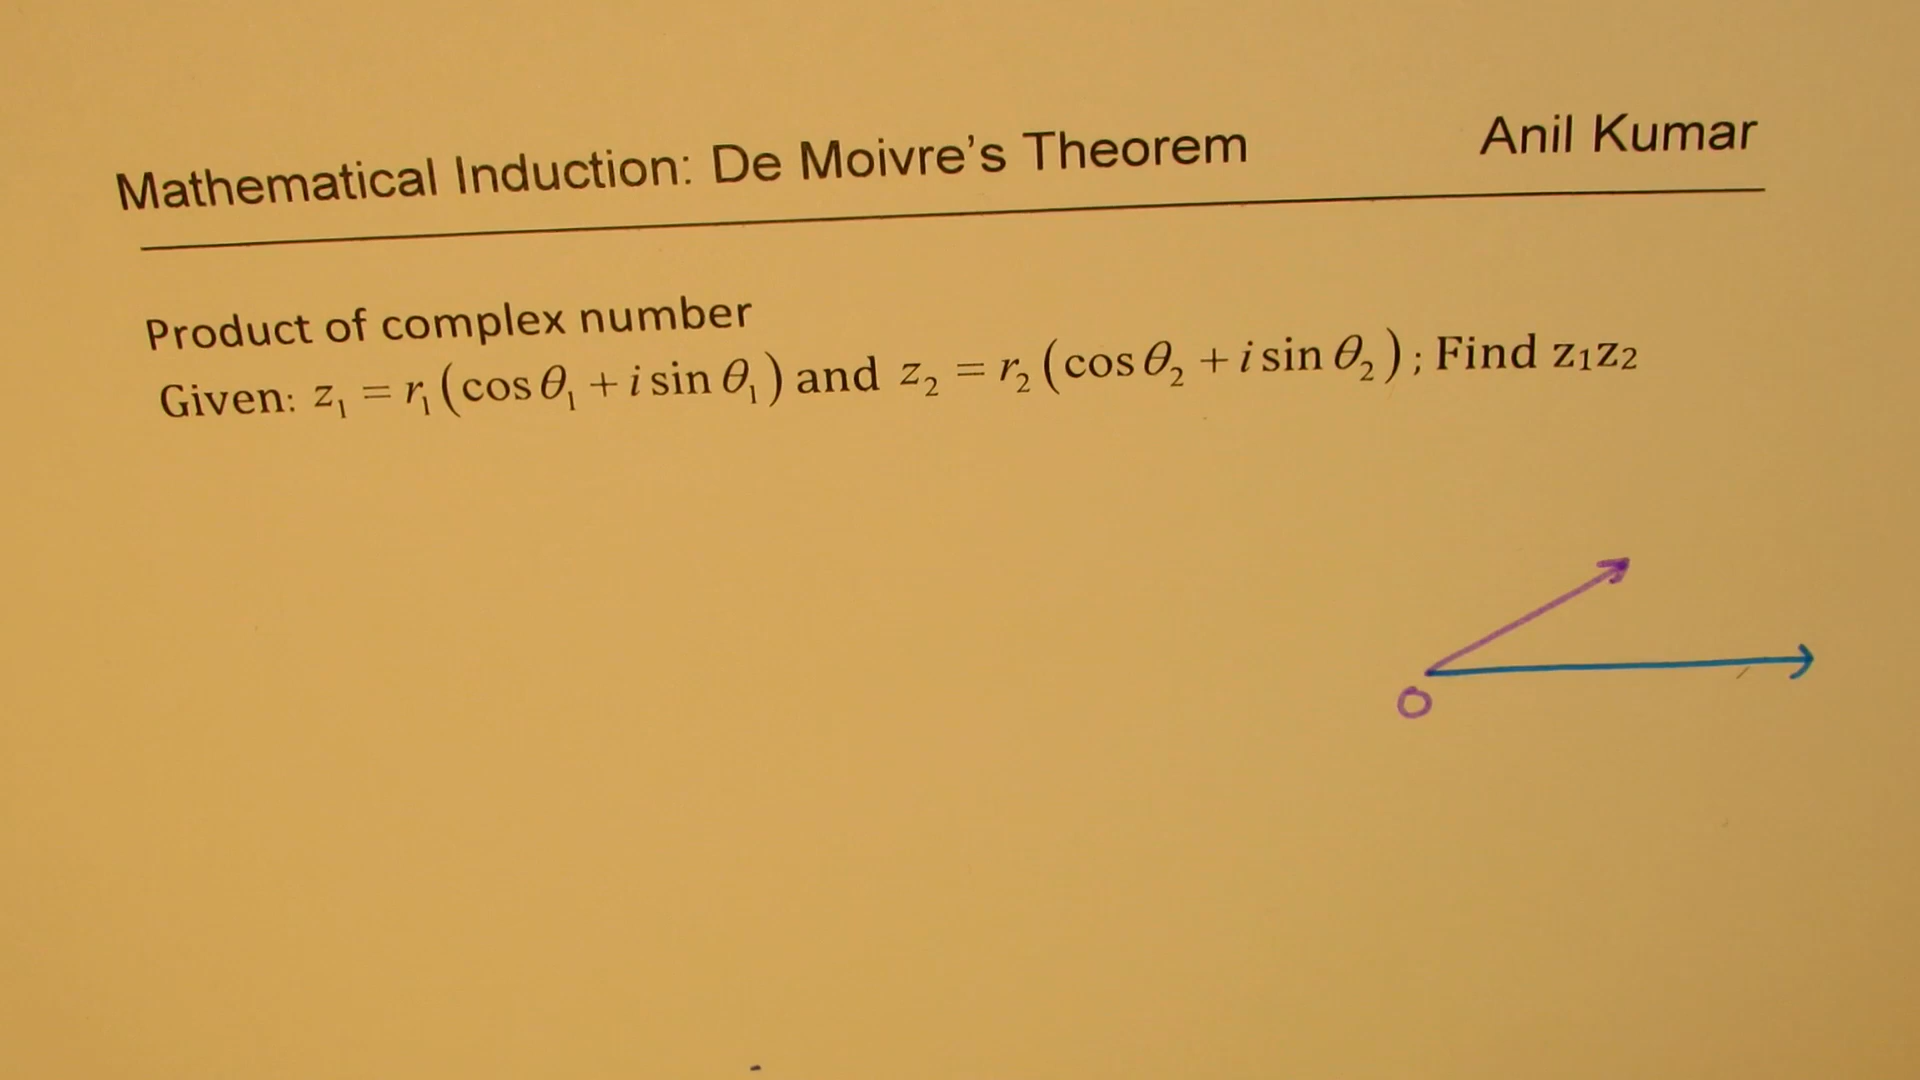 Mathematical Induction: De Moivre's Theorem Anil Kumar
Product of complex number
Given: z₁ = r₁(cos θ₁ + i sin θ₁) and z₂ = r₂(cos θ₂ + i sin θ₂); Find z1z2
O